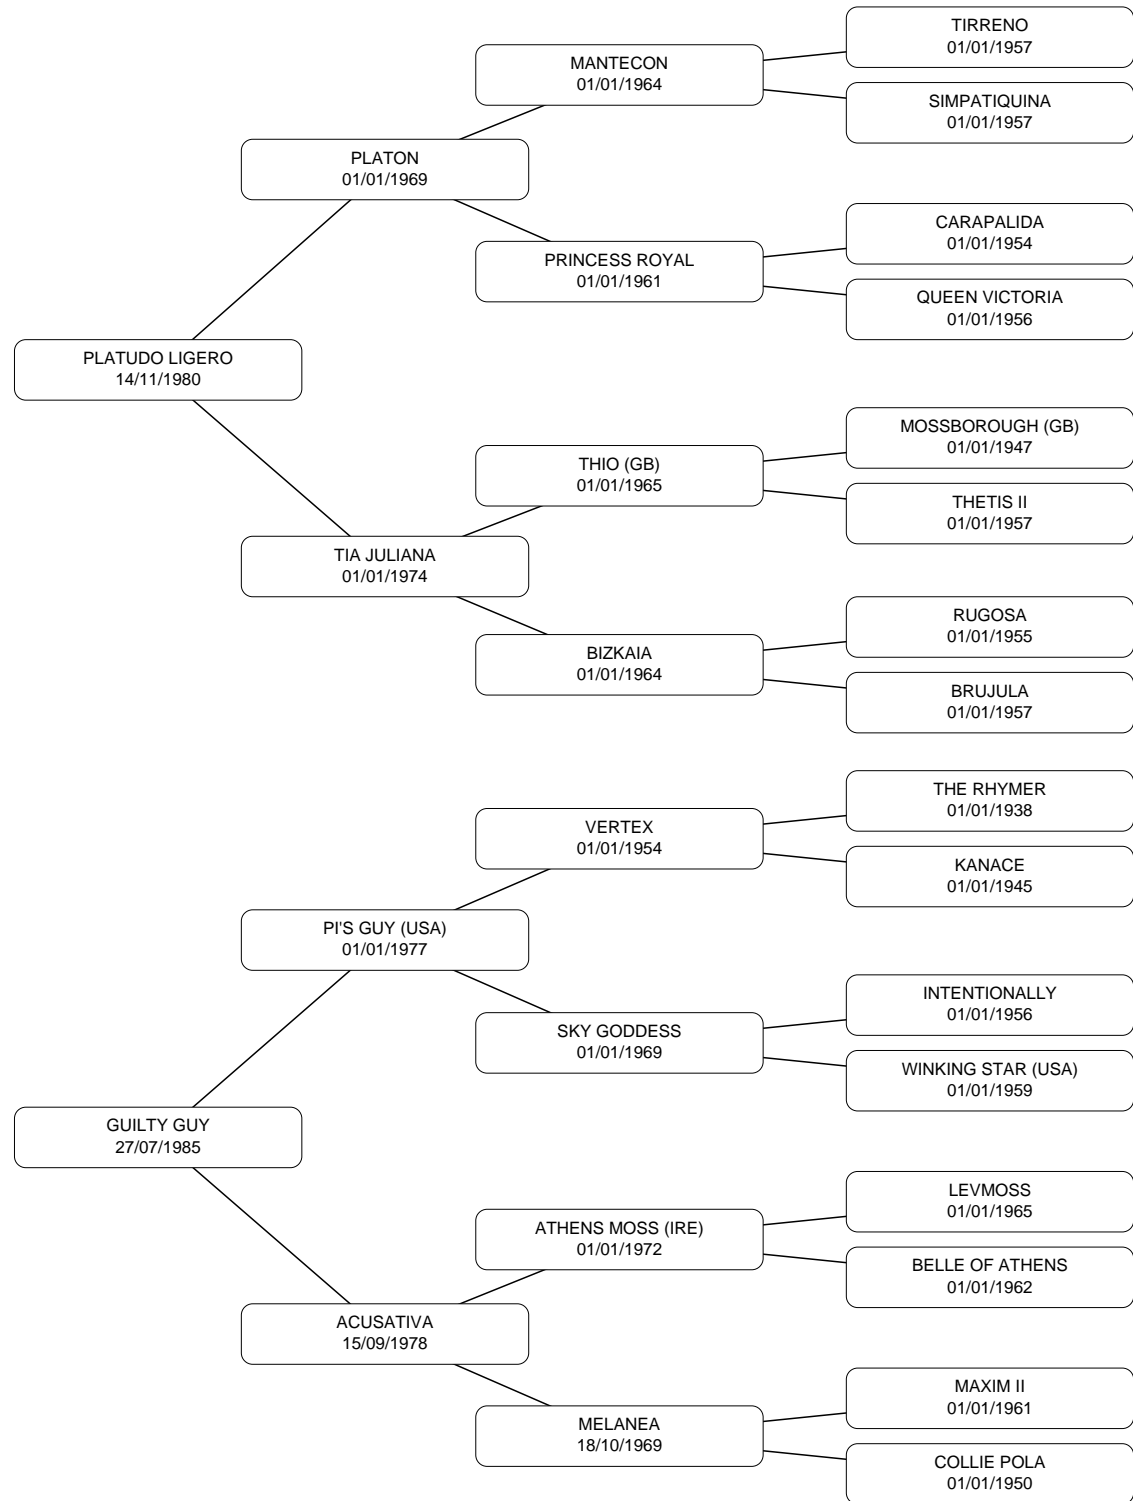 TIRRENO
01/01/1957
MANTECON
01/01/1964
SIMPATIQUINA
01/01/1957
PLATON
01/01/1969
CARAPALIDA
01/01/1954
PRINCESS ROYAL
01/01/1961
QUEEN VICTORIA
01/01/1956
PLATUDO LIGERO
14/11/1980
MOSSBOROUGH (GB)
01/01/1947
THIO (GB)
01/01/1965
THETIS II
01/01/1957
TIA JULIANA
01/01/1974
RUGOSA
01/01/1955
BIZKAIA
01/01/1964
BRUJULA
01/01/1957
THE RHYMER
01/01/1938
VERTEX
01/01/1954
KANACE
01/01/1945
PI'S GUY (USA)
01/01/1977
INTENTIONALLY
01/01/1956
SKY GODDESS
01/01/1969
WINKING STAR (USA)
01/01/1959
GUILTY GUY
27/07/1985
LEVMOSS
01/01/1965
ATHENS MOSS (IRE)
01/01/1972
BELLE OF ATHENS
01/01/1962
ACUSATIVA
15/09/1978
MAXIM II
01/01/1961
MELANEA
18/10/1969
COLLIE POLA
01/01/1950